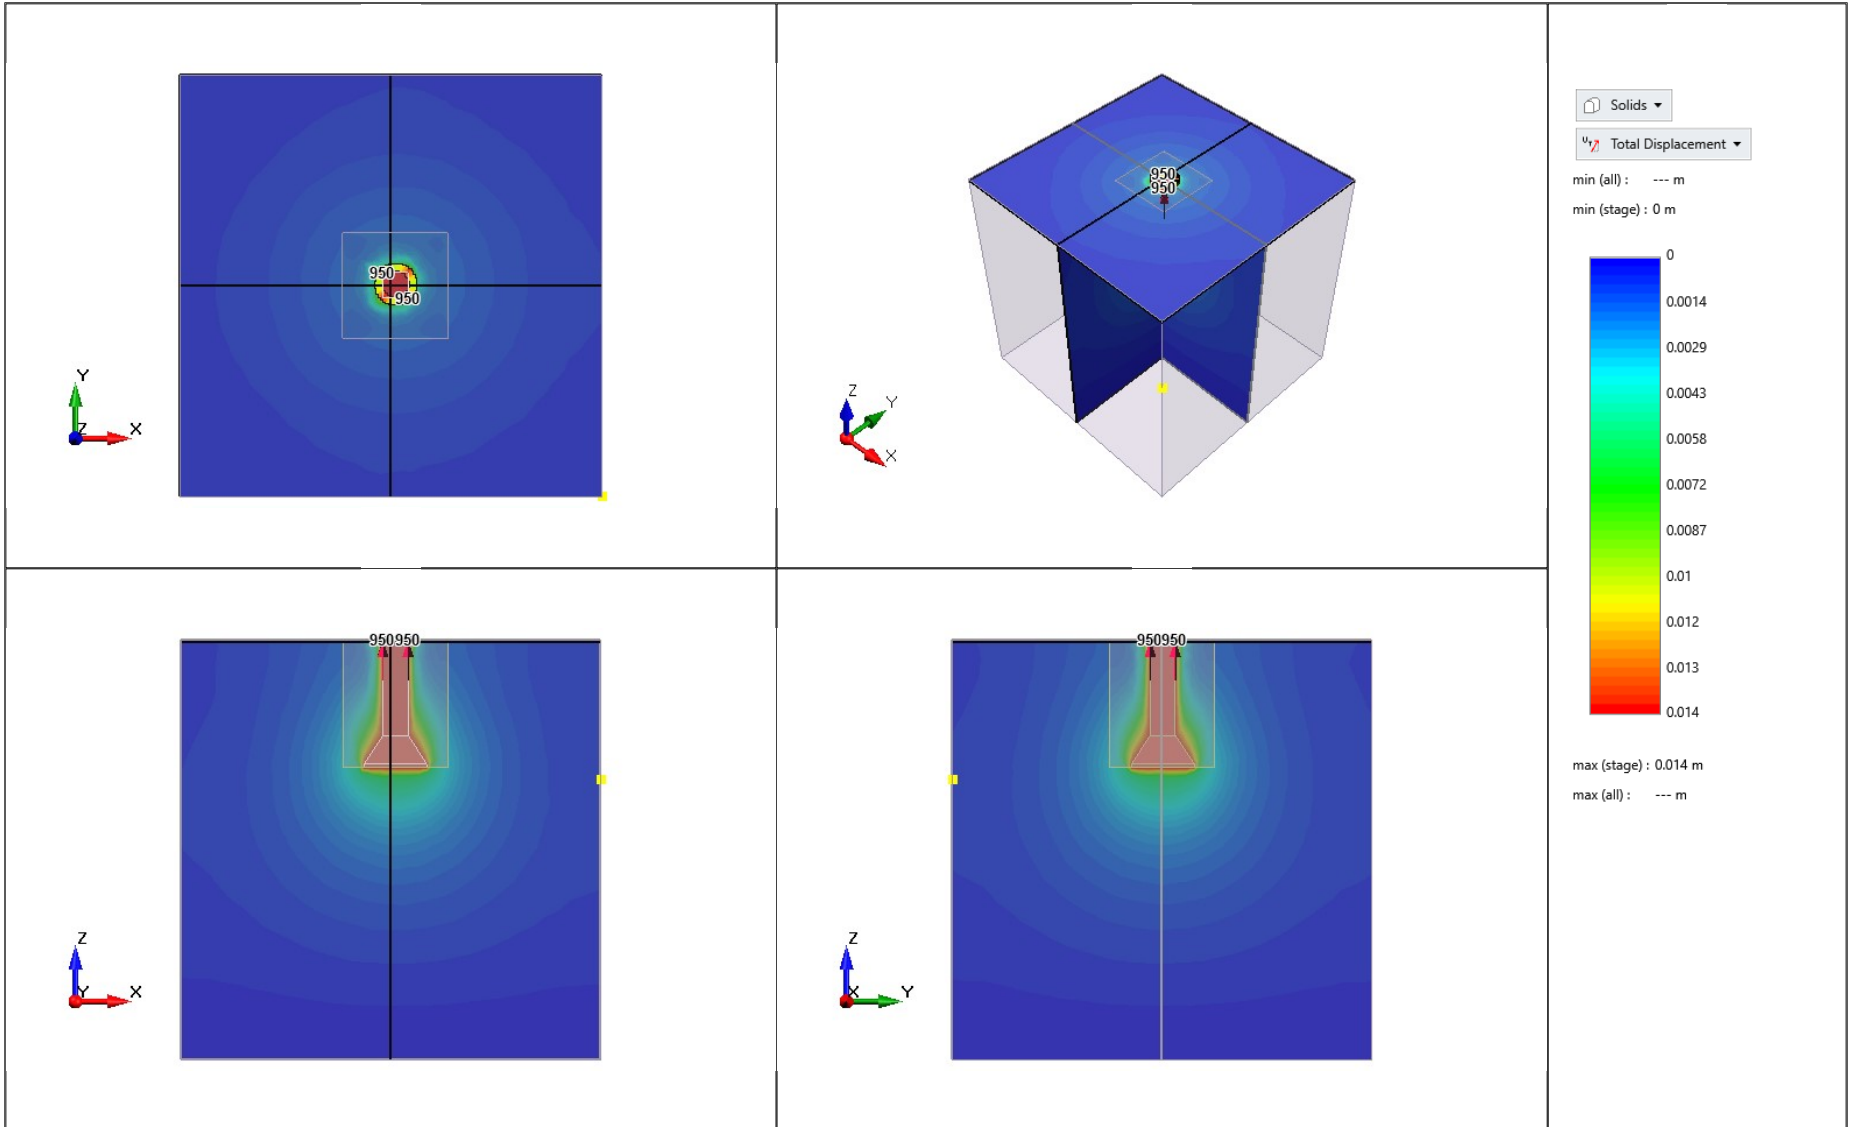 950
950
Y
Z
X
950
950
Z
Y
X
Solids
Total Displacement
min (all) : --- m
min (stage) : 0 m
0
0.0014
0.0029
0.0043
0.0058
0.0072
0.0087
0.01
0.012
0.013
0.014
max (stage) : 0.014 m
max (all) : --- m
950950
Z
Y
X
950950
Z
X
Y